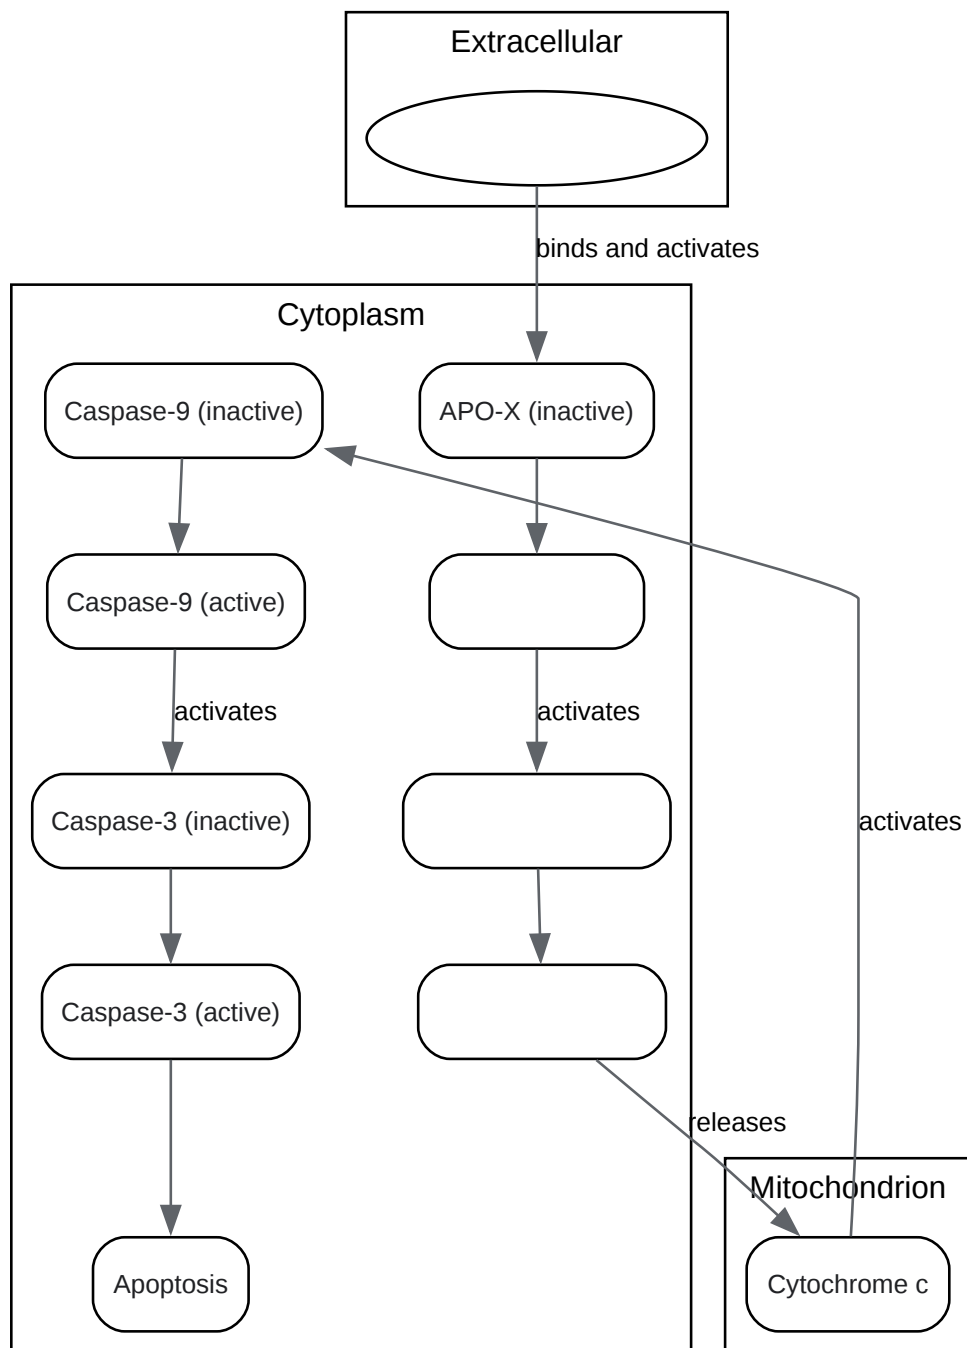 Extracellular
binds and activates
Cytoplasm
Caspase-9 (inactive)
APO-X (inactive)
Caspase-9 (active)
activates
activates
Caspase-3 (inactive)
activates
Caspase-3 (active)
releases
Mitochondrion
Apoptosis
Cytochrome c